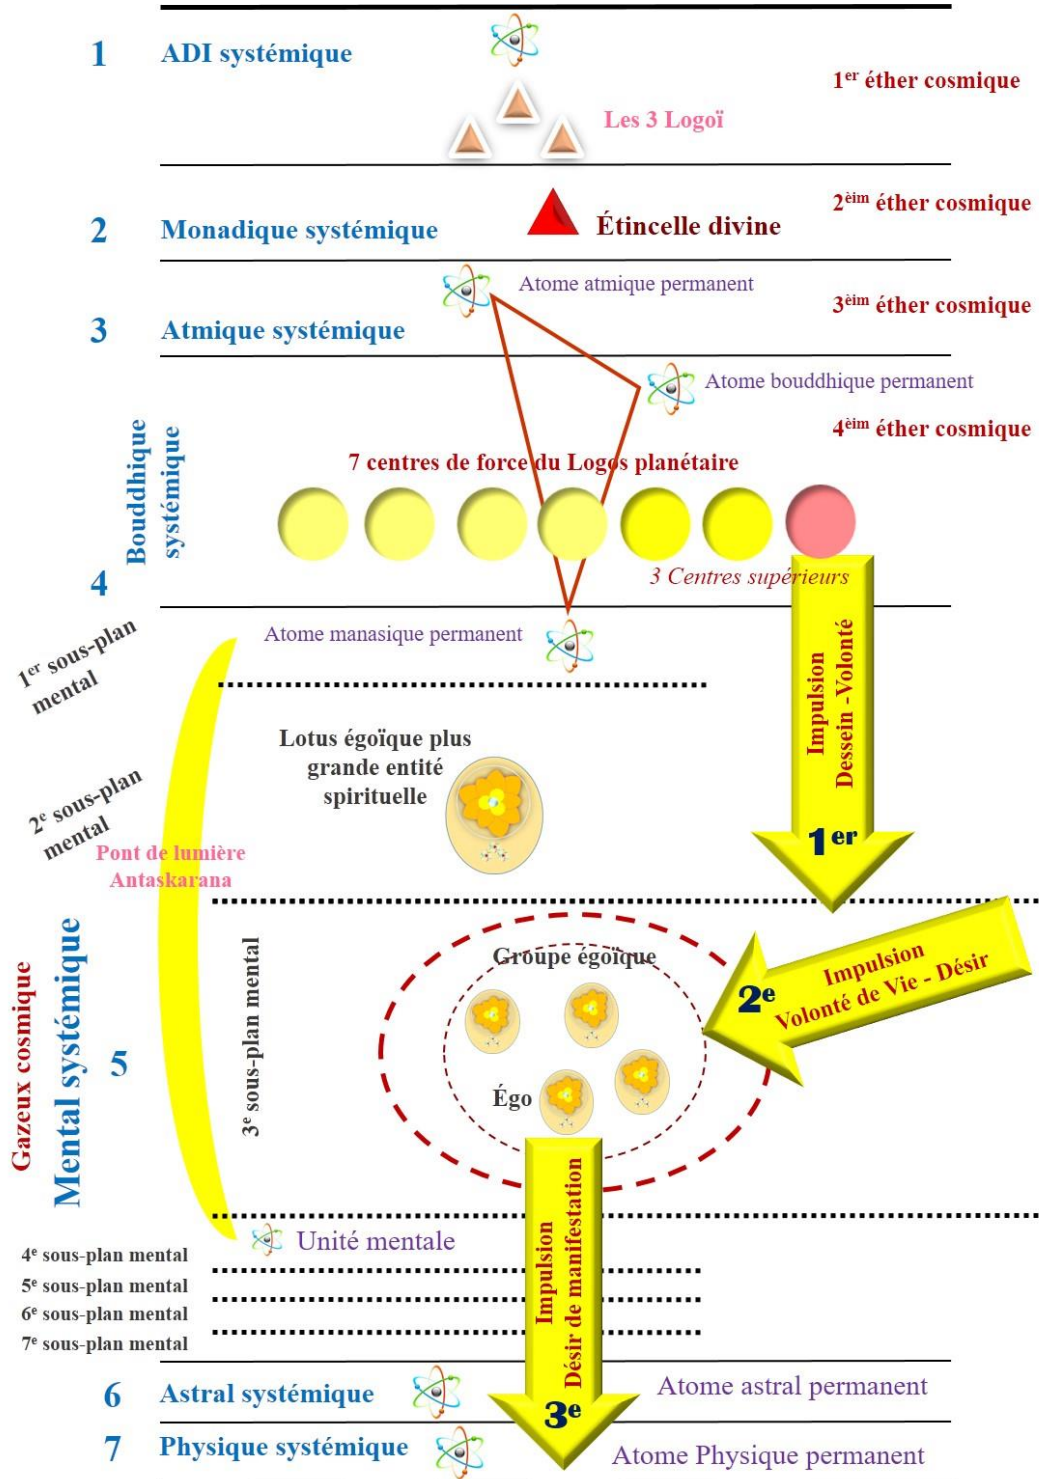 1
ADI systémique
1er éther cosmique
Les 3 Logoï
2
Monadique systémique
Étincelle divine
2èim éther cosmique
Atome atmique permanent
3
Atmique systémique
3èim éther cosmique
Atome bouddhique permanent
Bouddhique
systémique
4
4èim éther cosmique
7 centres de force du Logos planétaire
3 Centres supérieurs
1er sous-plan
mental
Atome manasique permanent
Impulsion
Dessein -Volonté
1er
2e sous-plan
mental
Lotus égoïque plus
grande entité
spirituelle
Pont de lumière
Antaskarana
Gazeux cosmique
Mental systémique
5
3e sous-plan mental
Groupe égoïque
Égo
Impulsion
Volonté de Vie - Désir
2e
Unité mentale
4e sous-plan mental
5e sous-plan mental
6e sous-plan mental
7e sous-plan mental
Impulsion
Désir de manifestation
3e
6
Astral systémique
Atome astral permanent
7
Physique systémique
Atome Physique permanent